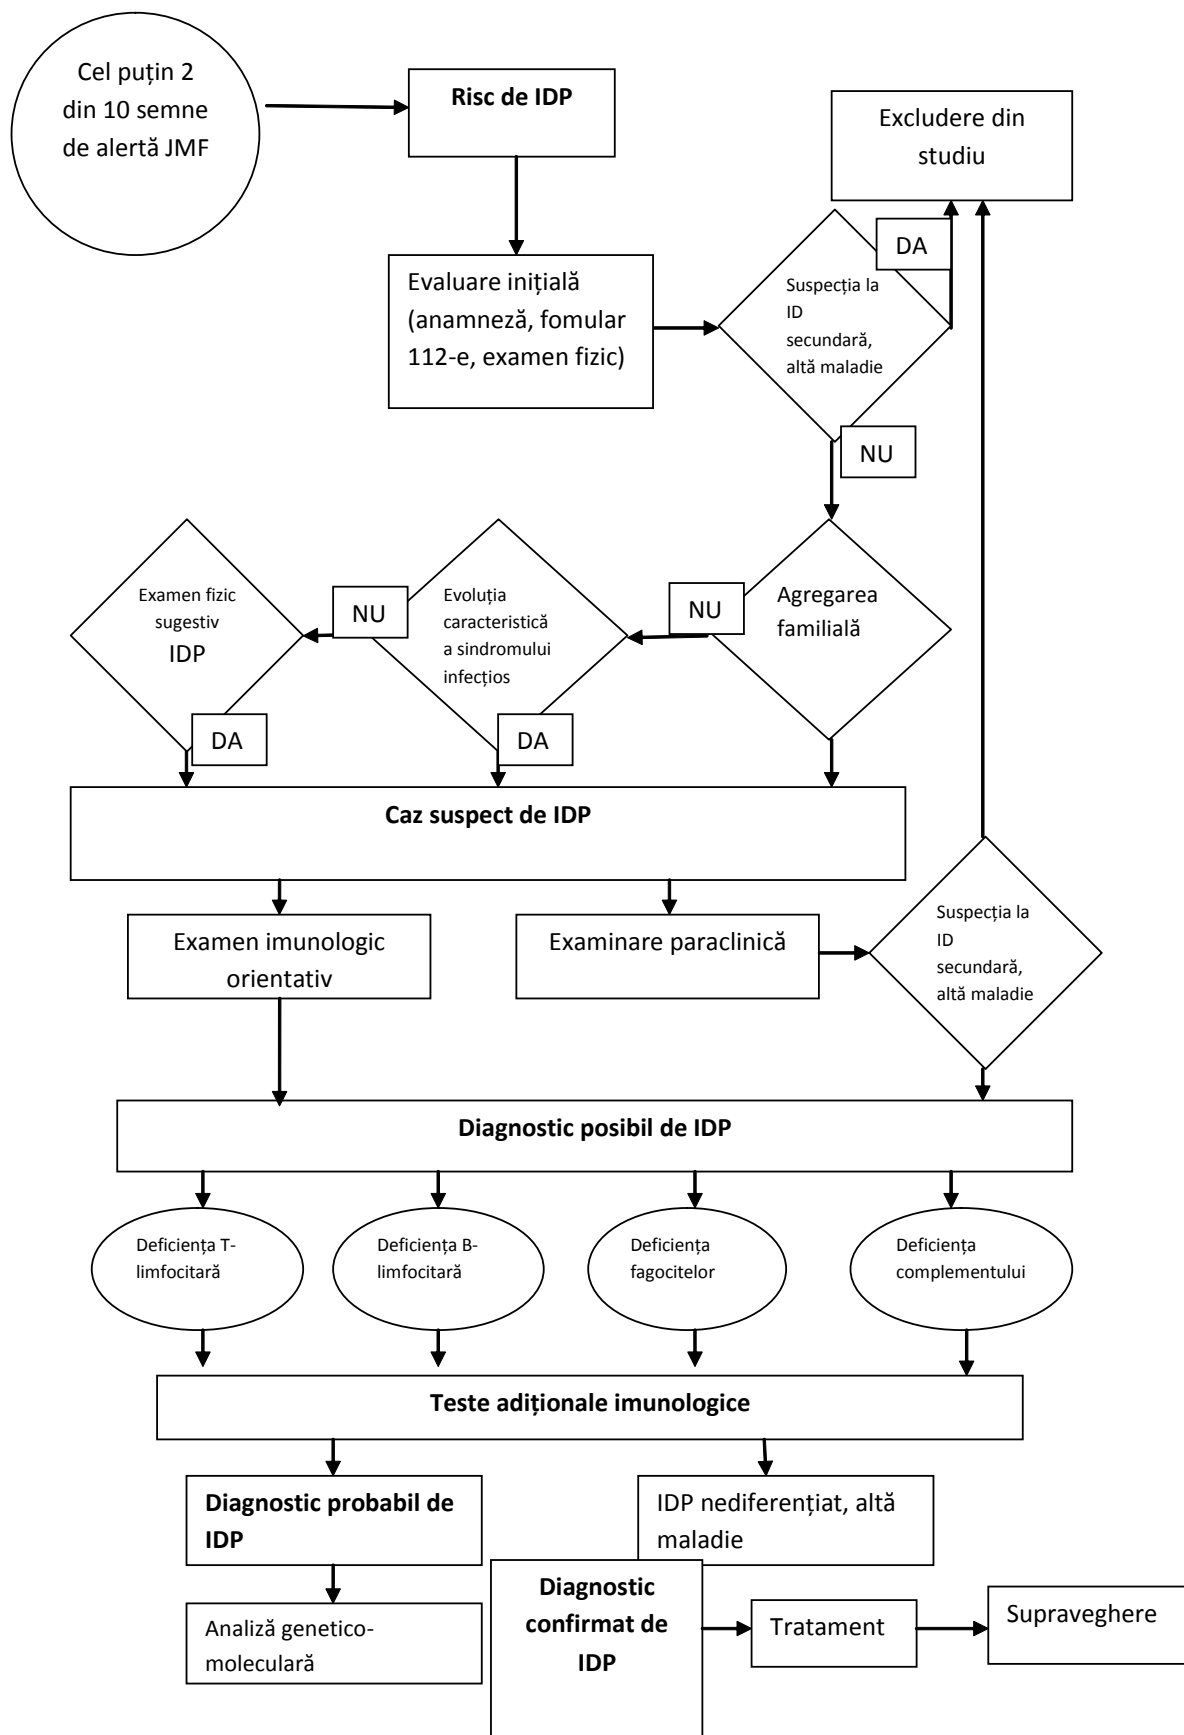 Cel puțin 2
din 10 semne
de alertă JMF
Risc de IDP
Excludere din
studiu
Evaluare inițială
(anamneză, fomular
112-e, examen fizic)
Suspecția la
ID
secundară,
altă maladie
DA
NU
Agregarea
familială
NU
Evoluția
caracteristică
a sindromului
infecțios
NU
Examen fizic
sugestiv
IDP
DA
DA
Caz suspect de IDP
Examen imunologic
orientativ
Examinare paraclinică
Suspecția la
ID
secundară,
altă maladie
Diagnostic posibil de IDP
Deficiența T-
limfocitară
Deficiența B-
limfocitară
Deficiența
fagocitelor
Deficiența
complementului
Teste adiționale imunologice
Diagnostic probabil de
IDP
IDP nediferențiat, altă
maladie
Analiză genetico-
moleculară
Diagnostic
confirmat de
IDP
Tratament
Supraveghere